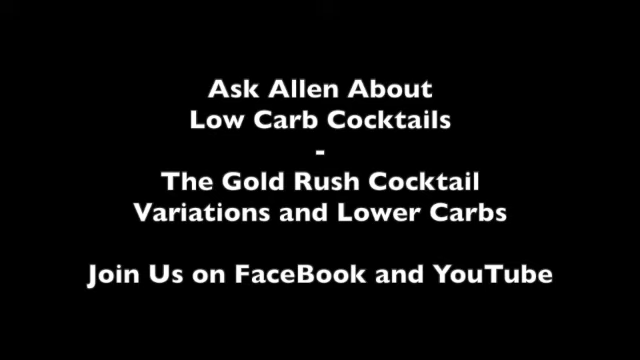 Ask Allen About
Low Carb Cocktails
-
The Gold Rush Cocktail
Variations and Lower Carbs
Join Us on FaceBook and YouTube